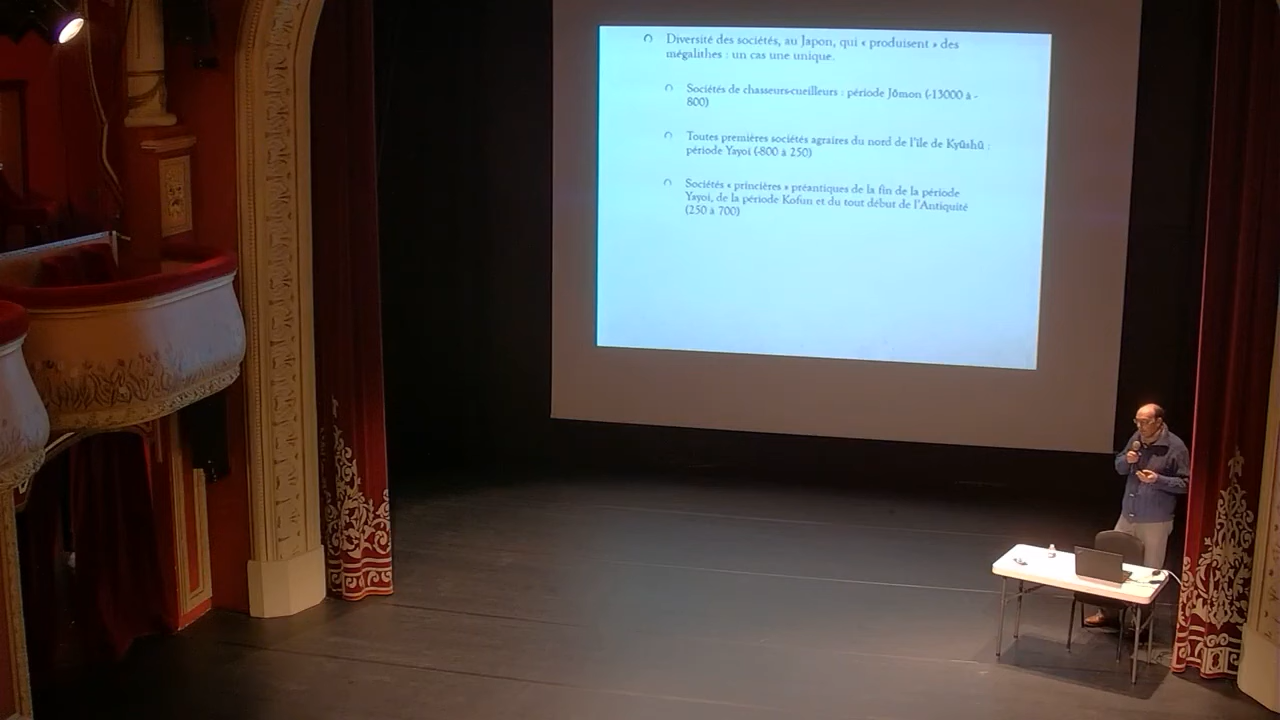 Diversité des sociétés, au Japon, qui « produisent » des
mégalithes : un cas une unique.
Sociétés de chasseurs-cueilleurs : période Jômon (-13000 à -
800)
Toutes premières sociétés agraires du nord de l'île de Kyûshû :
période Yayoi (-800 à 250)
Sociétés « princières » préantiques de la fin de la période
Yayoi, de la période Kofun et du tout début de l'Antiquité
(250 à 700)